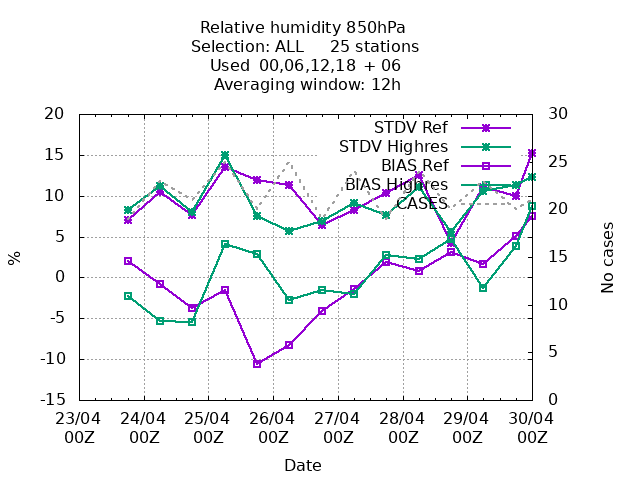 Relative humidity 850hPa
Selection: ALL 25 stations
Used 00,06,12,18 + 06
Averaging window: 12h
STDV Ref
STDV Highres
BIAS Ref
BIAS Highres
CASES
20
15
10
5
0
-5
-10
-15
%
30
25
20
15
10
5
0
No cases
23/04 24/04 25/04 26/04 27/04 28/04 29/04 30/04
00Z 00Z 00Z 00Z 00Z 00Z 00Z 00Z
Date